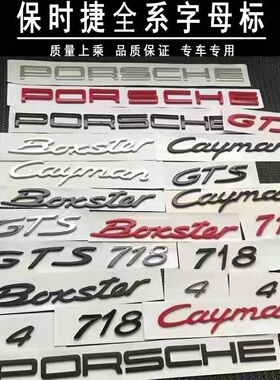 保时捷全系字母标
质量上乘 品质保证 专车专用
PORSCHE
PORSCHE
PORSCHE GTS
Boxster Cayman
Cayman GTS
Boxster Cayman
GTS Boxster
GTS 718 718
Boxster 4 4
4 718 Cayman
PORSCHE